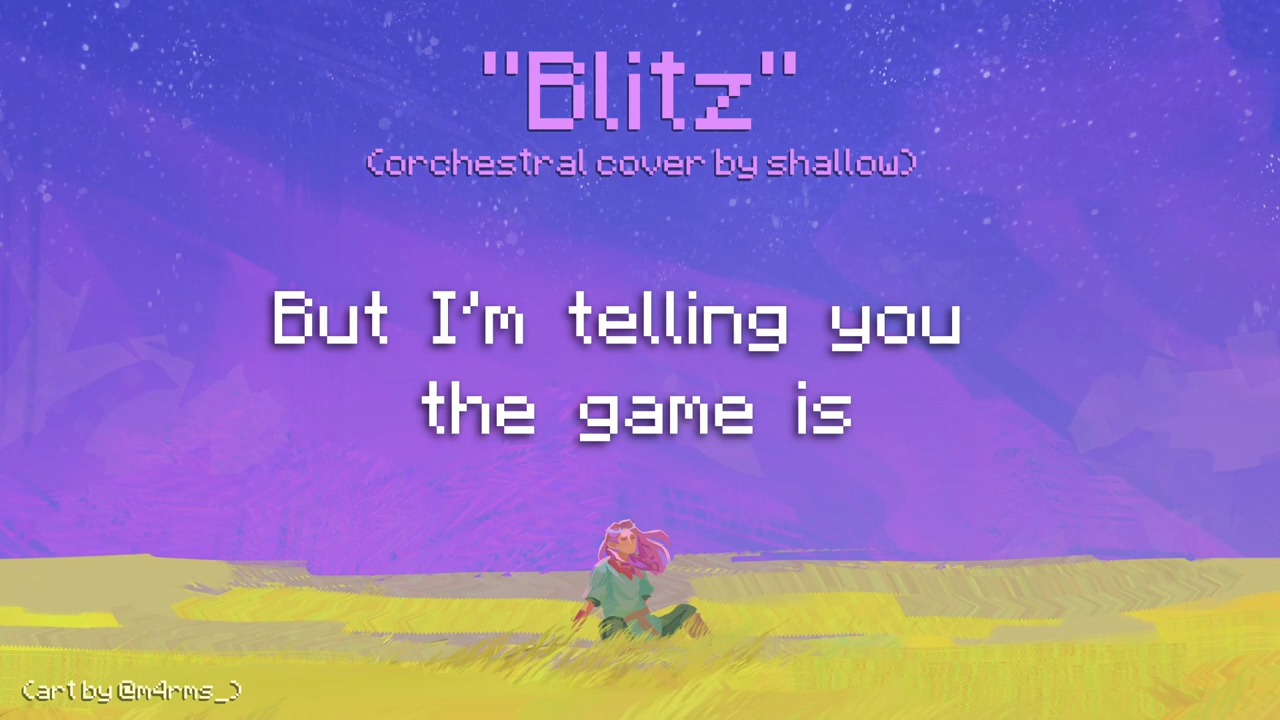 "Blitz"
(orchestral cover by shallow)
But I'm telling you
the game is
(art by @m4rms_)